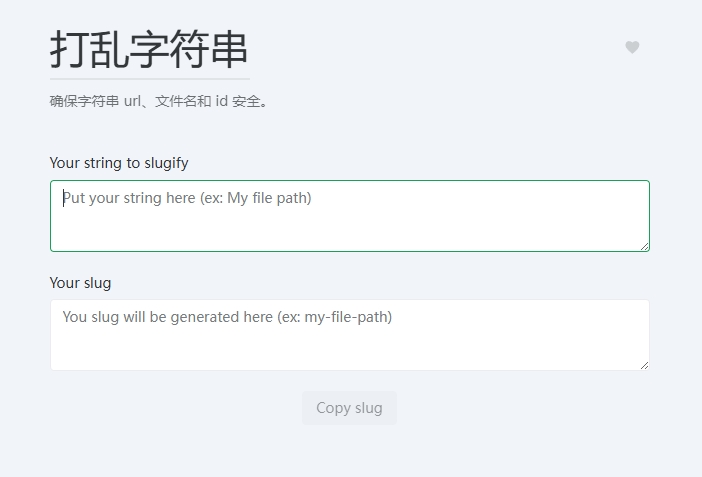 打乱字符串
确保字符串 url、文件名和 id 安全。
Your string to slugify
Put your string here (ex: My file path)
Your slug
You slug will be generated here (ex: my-file-path)
Copy slug